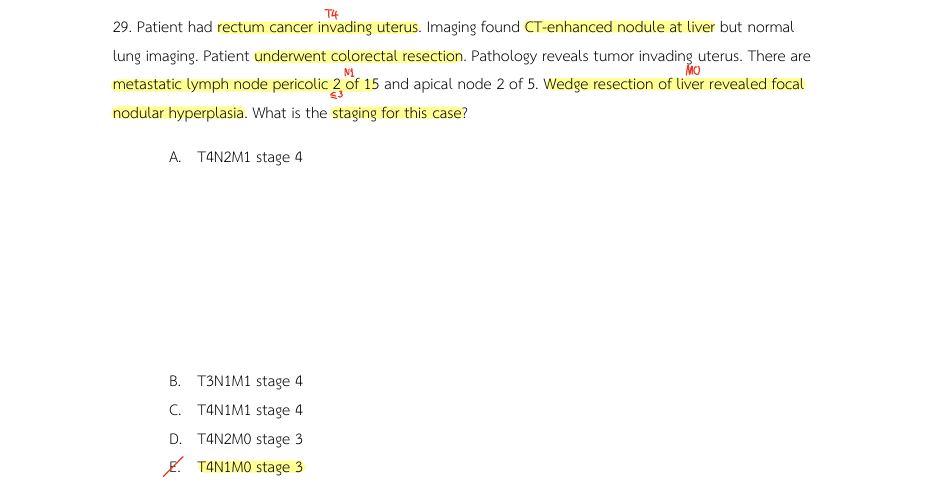 T4
29. Patient had rectum cancer invading uterus. Imaging found CT-enhanced nodule at liver but normal
lung imaging. Patient underwent colorectal resection. Pathology reveals tumor invading uterus. There are
N1 M0
metastatic lymph node pericolic 2 of 15 and apical node 2 of 5. Wedge resection of liver revealed focal
≤3
nodular hyperplasia. What is the staging for this case?
A. T4N2M1 stage 4
B. T3N1M1 stage 4
C. T4N1M1 stage 4
D. T4N2M0 stage 3
E. T4N1M0 stage 3